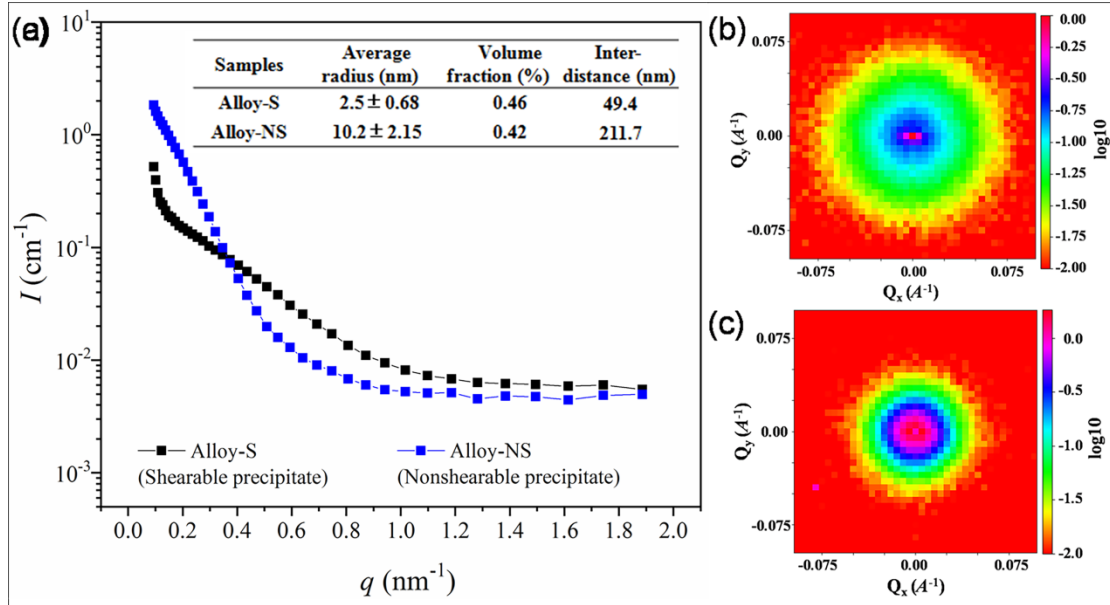 (a)
10^1
10^0
10^-1
10^-2
10^-3
I (cm^-1)
Samples Average radius (nm) Volume fraction (%) Inter-distance (nm)
Alloy-S 2.5 ± 0.68 0.46 49.4
Alloy-NS 10.2 ± 2.15 0.42 211.7
Alloy-S
(Shearable precipitate)
Alloy-NS
(Nonshearable precipitate)
0.0 0.2 0.4 0.6 0.8 1.0 1.2 1.4 1.6 1.8 2.0
q (nm^-1)
(b)
0.075
0.00
-0.075
Q_y (A^-1)
-0.075 0.00 0.075
Q_x (A^-1)
0.00
-0.25
-0.50
-0.75
-1.00
-1.25
-1.50
-1.75
-2.00
log10
(c)
0.075
0.00
-0.075
Q_y (A^-1)
-0.075 0.00 0.075
Q_x (A^-1)
0.0
-0.5
-1.0
-1.5
-2.0
log10